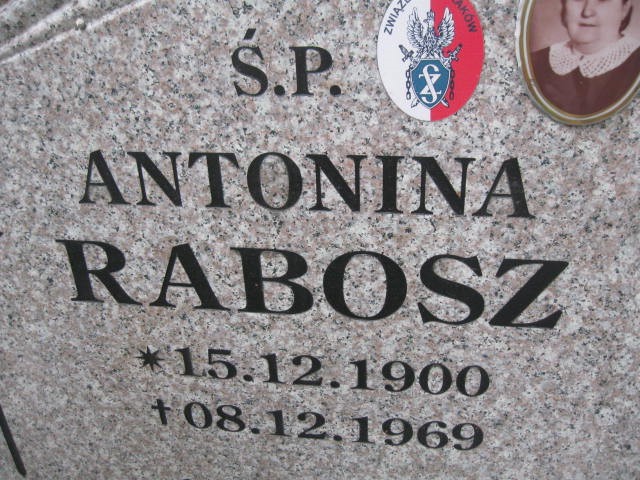 Ś.P.
ANTONINA
RABOSZ
✷15.12.1900
✝08.12.1969